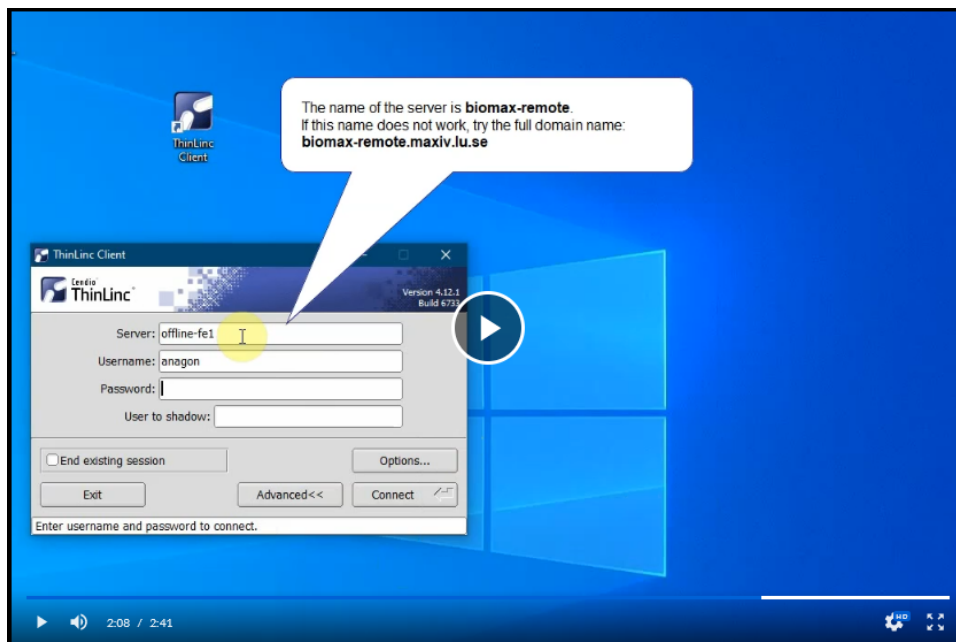 The name of the server is biomax-remote.
If this name does not work, try the full domain name:
biomax-remote.maxiv.lu.se
ThinLinc
Client
ThinLinc Client
Cendio
ThinLinc
Version 4.12.1
Build 6733
Server: offline-fe1
Username: anagon
Password:
User to shadow:
End existing session
Options...
Exit
Advanced<<
Connect
Enter username and password to connect.
2:08 / 2:41
HD